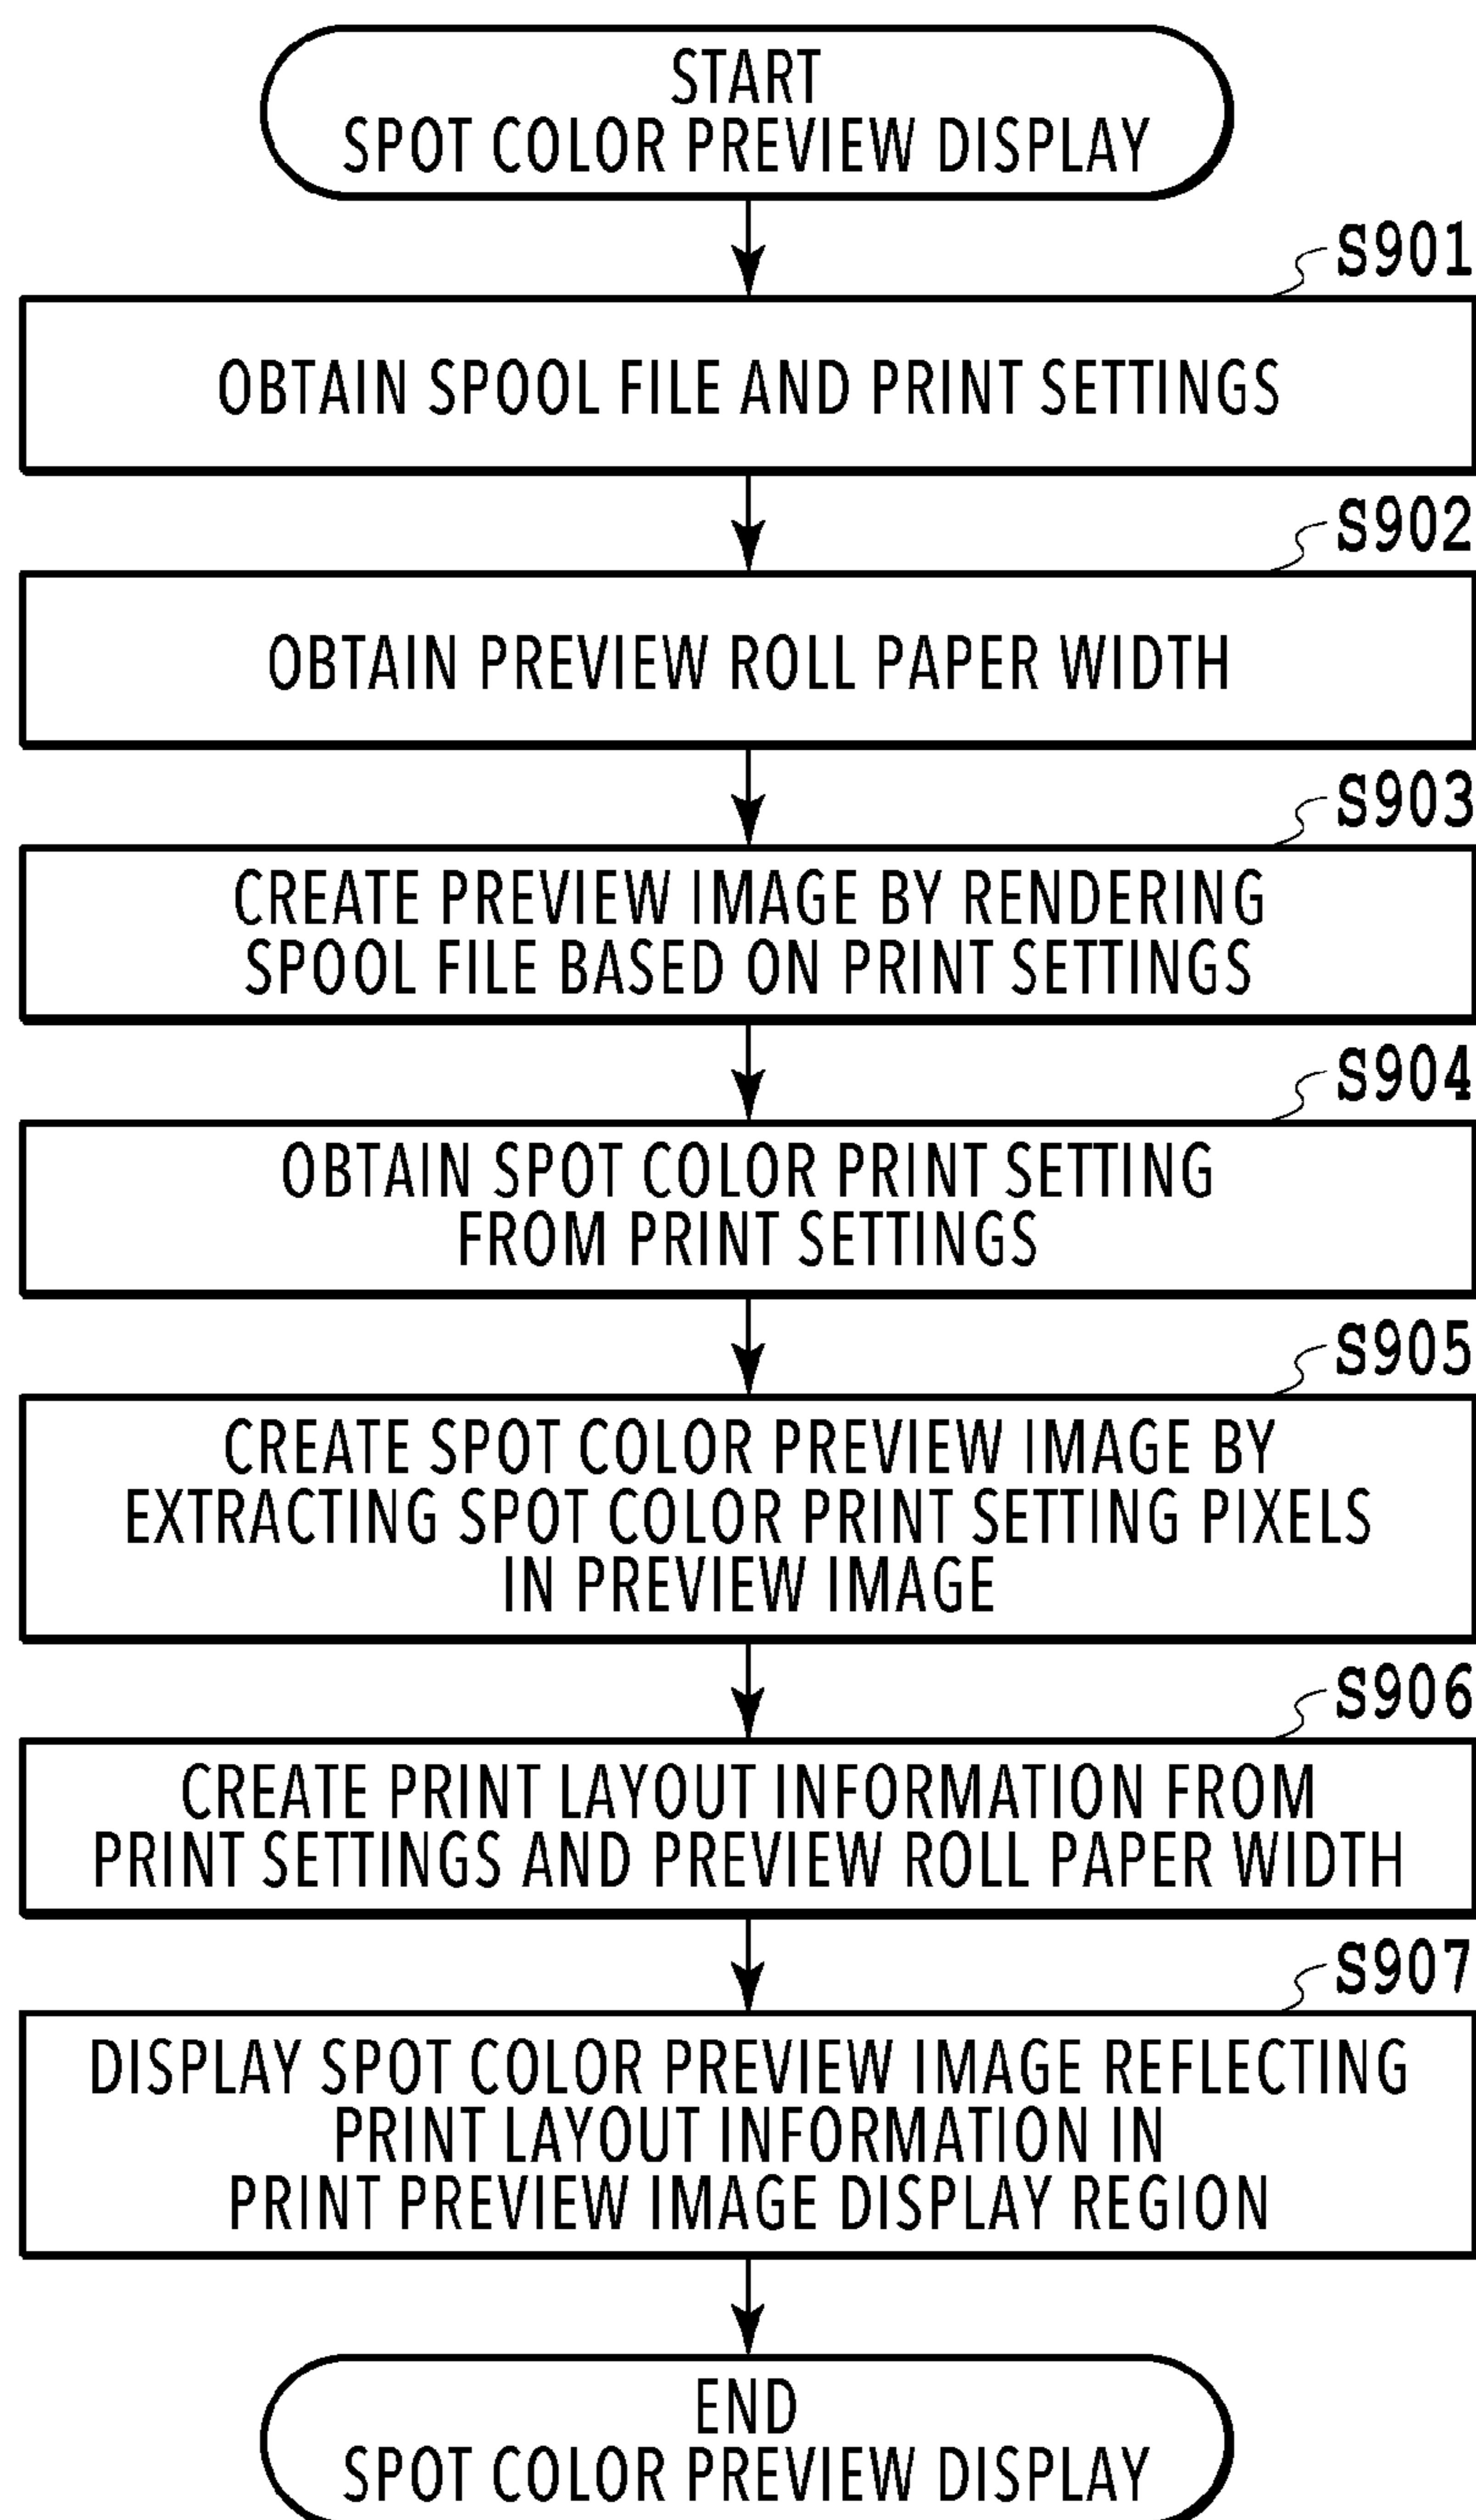 START
SPOT COLOR PREVIEW DISPLAY
S901
OBTAIN SPOOL FILE AND PRINT SETTINGS
S902
OBTAIN PREVIEW ROLL PAPER WIDTH
S903
CREATE PREVIEW IMAGE BY RENDERING
SPOOL FILE BASED ON PRINT SETTINGS
S904
OBTAIN SPOT COLOR PRINT SETTING
FROM PRINT SETTINGS
S905
CREATE SPOT COLOR PREVIEW IMAGE BY
EXTRACTING SPOT COLOR PRINT SETTING PIXELS
IN PREVIEW IMAGE
S906
CREATE PRINT LAYOUT INFORMATION FROM
PRINT SETTINGS AND PREVIEW ROLL PAPER WIDTH
S907
DISPLAY SPOT COLOR PREVIEW IMAGE REFLECTING
PRINT LAYOUT INFORMATION IN
PRINT PREVIEW IMAGE DISPLAY REGION
END
SPOT COLOR PREVIEW DISPLAY